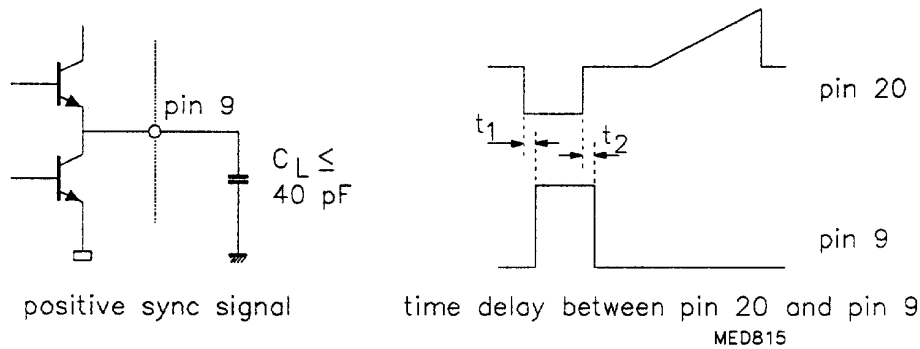 pin 9
C_L ≤
40 pF
positive sync signal
pin 20
t_1
t_2
pin 9
time delay between pin 20 and pin 9
MED815